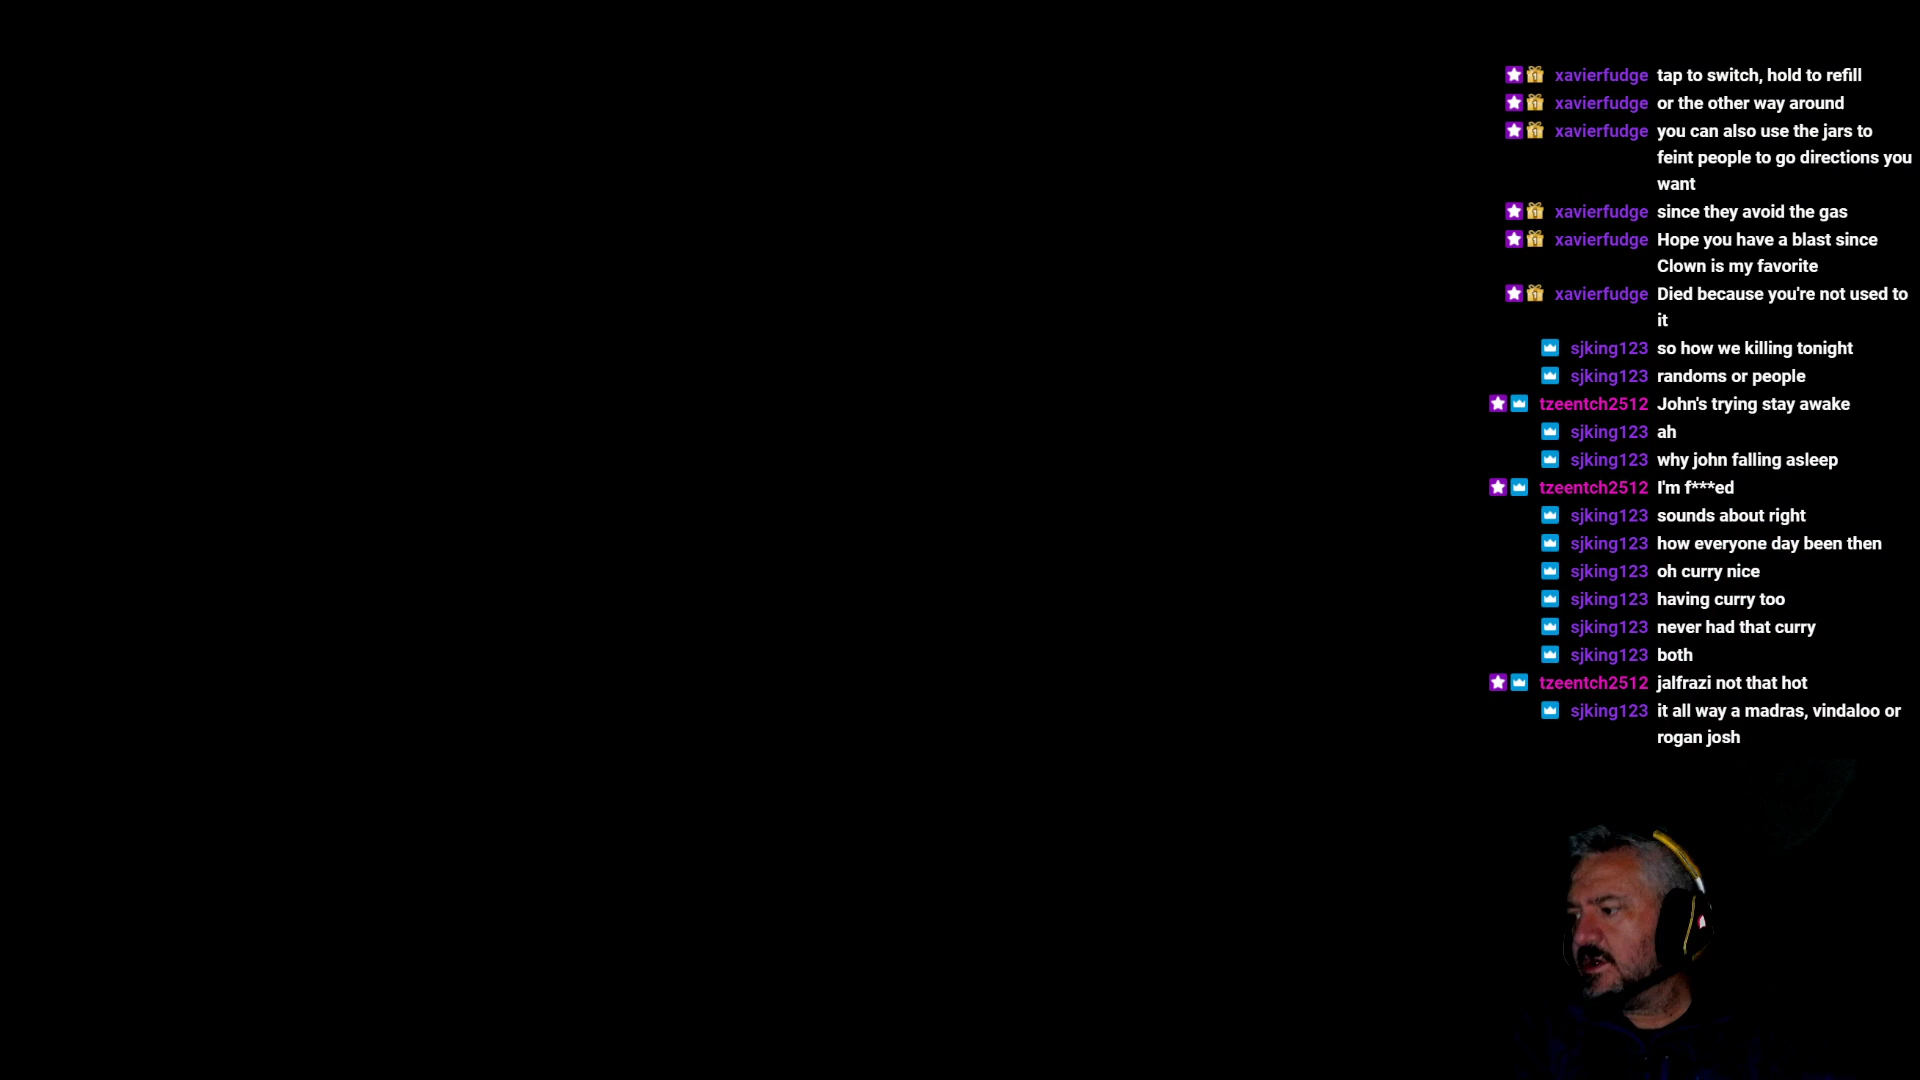 xavierfudge tap to switch, hold to refill
xavierfudge or the other way around
xavierfudge you can also use the jars to
feint people to go directions you
want
xavierfudge since they avoid the gas
xavierfudge Hope you have a blast since
Clown is my favorite
xavierfudge Died because you're not used to
it
sjking123 so how we killing tonight
sjking123 randoms or people
tzeentch2512 John's trying stay awake
sjking123 ah
sjking123 why john falling asleep
tzeentch2512 I'm f***ed
sjking123 sounds about right
sjking123 how everyone day been then
sjking123 oh curry nice
sjking123 having curry too
sjking123 never had that curry
sjking123 both
tzeentch2512 jalfrazi not that hot
sjking123 it all way a madras, vindaloo or
rogan josh